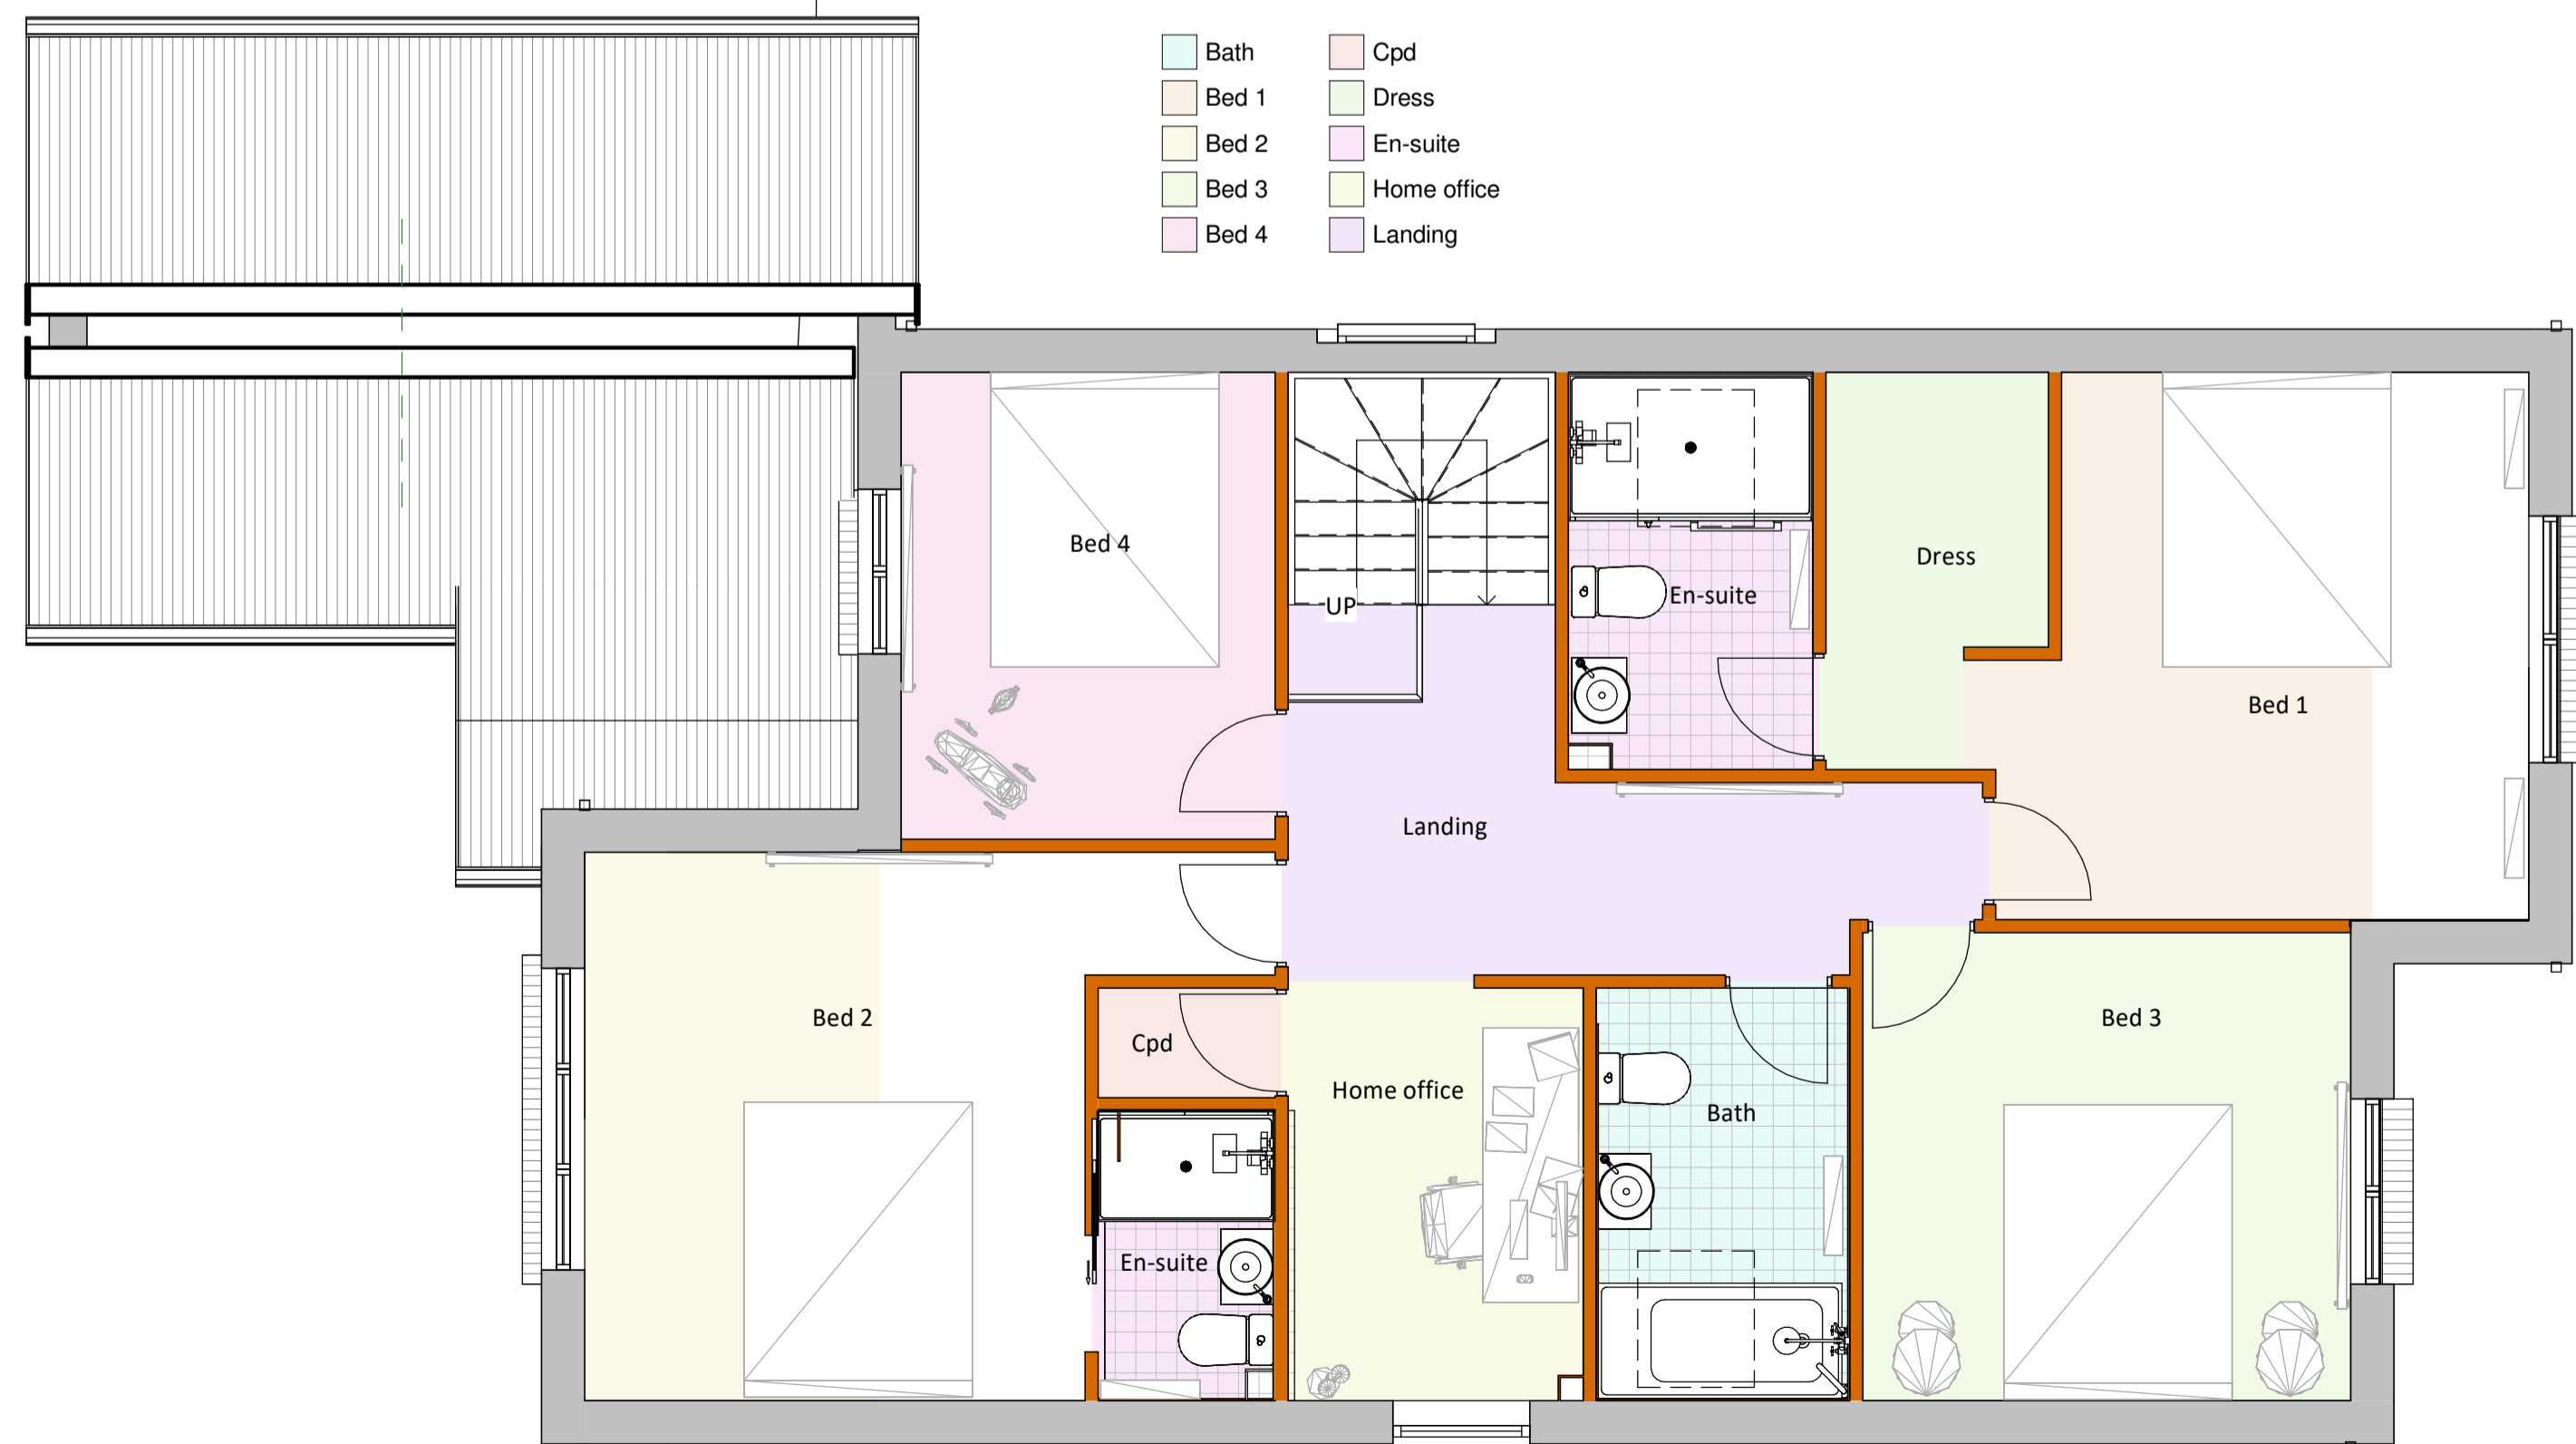 Bath
Cpd
Bed 1
Dress
Bed 2
En-suite
Bed 3
Home office
Bed 4
Landing
Bed 4
UP
En-suite
Dress
Bed 1
Landing
Bed 2
Cpd
Home office
Bath
Bed 3
En-suite